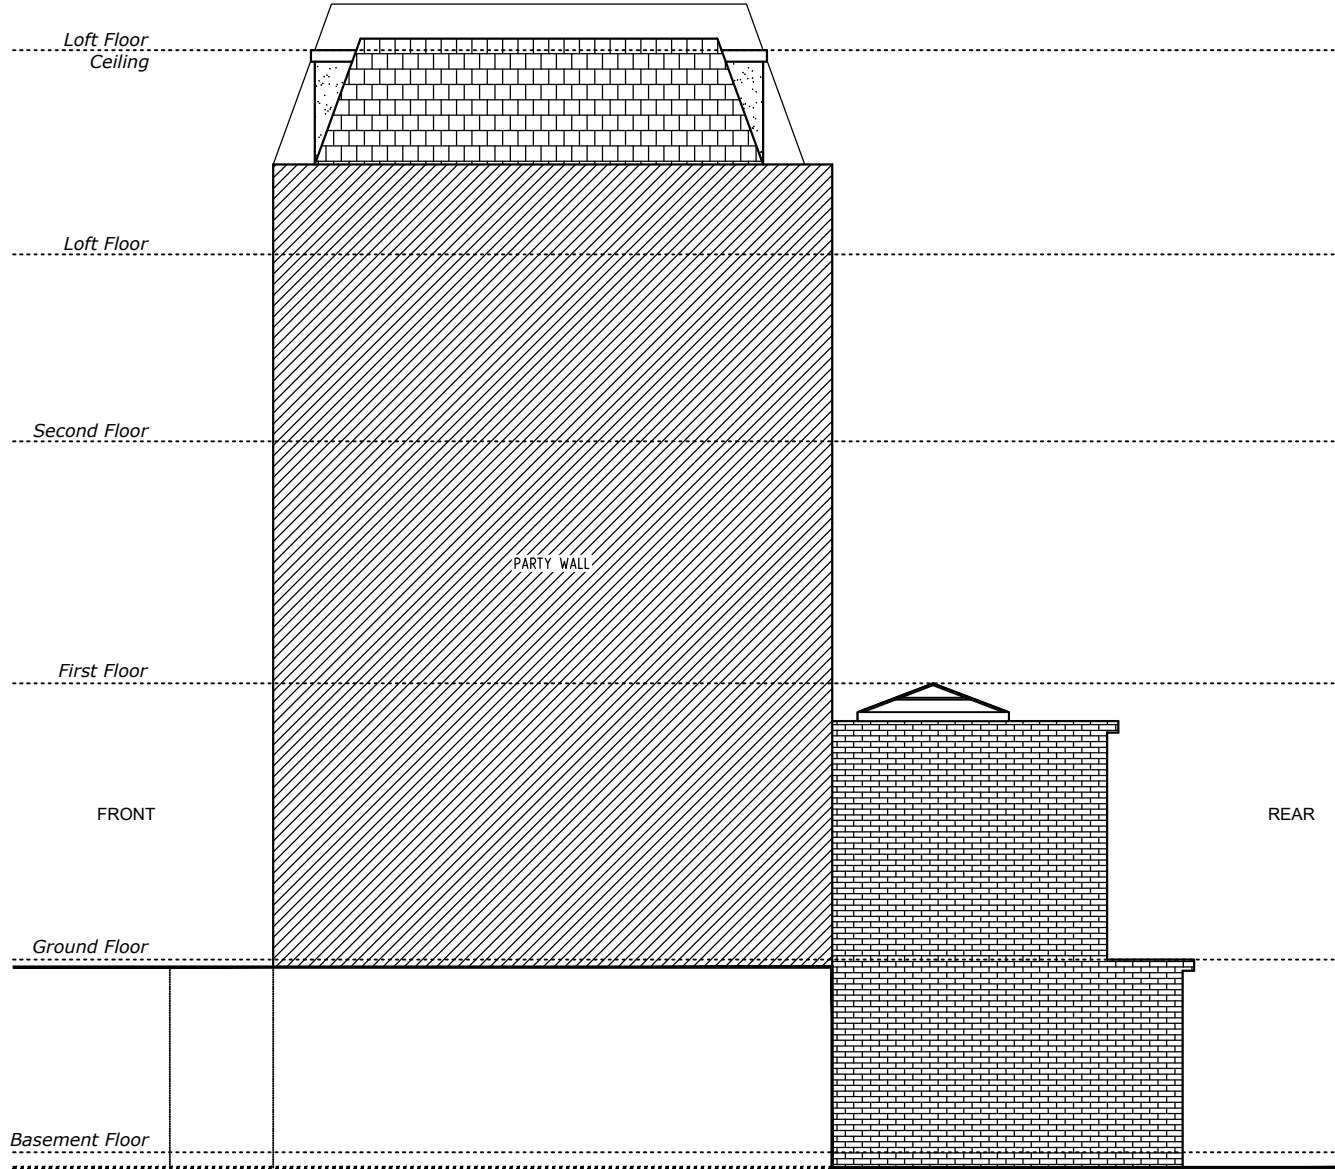 Loft Floor
Ceiling
Loft Floor
Second Floor
PARTY WALL
First Floor
FRONT
REAR
Ground Floor
Basement Floor